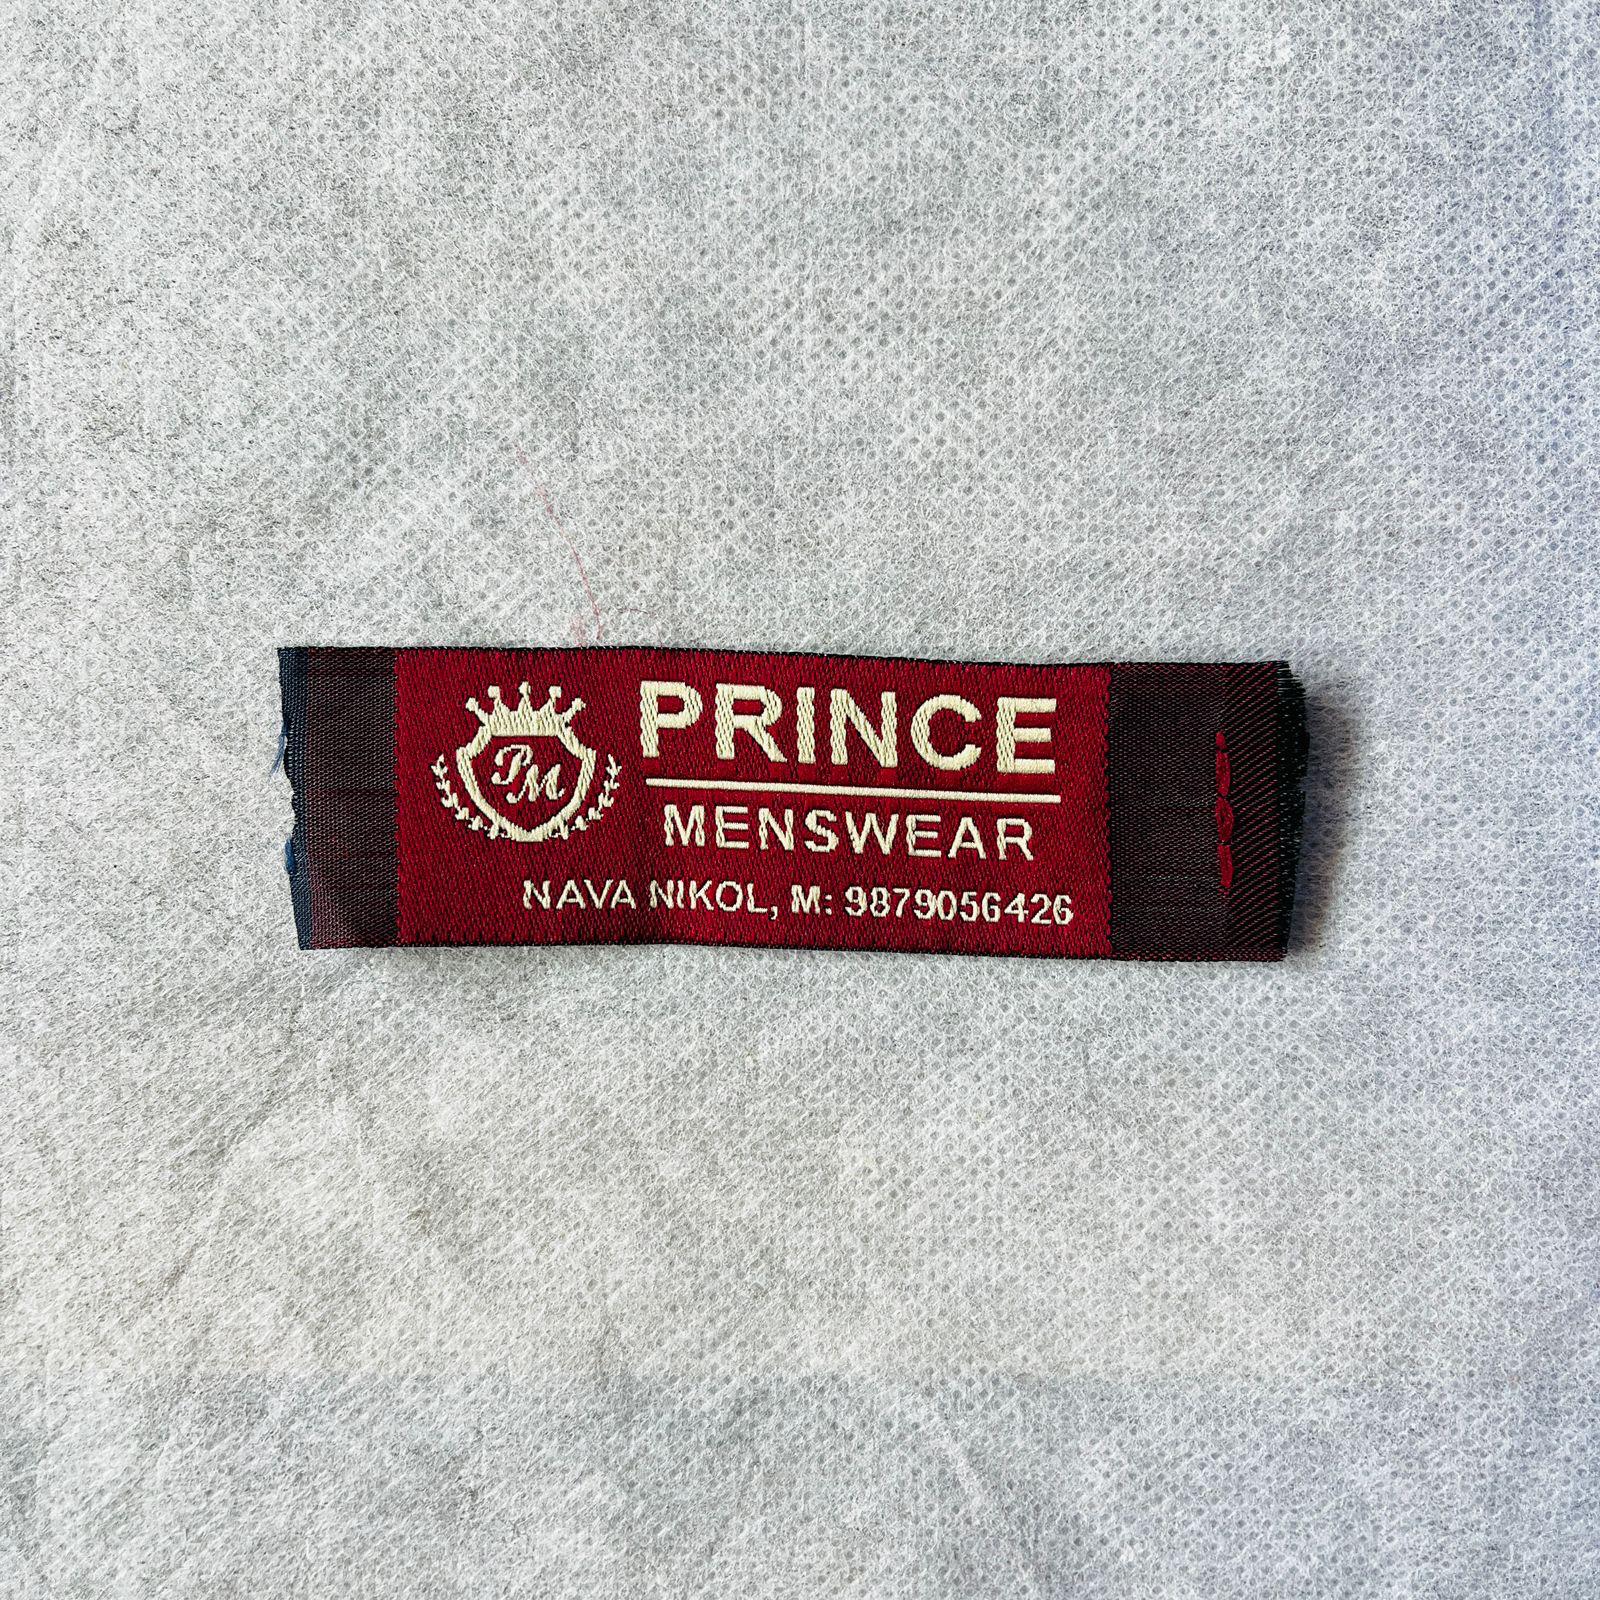 PM
PRINCE
MENSWEAR
NAVA NIKOL, M: 9879056426